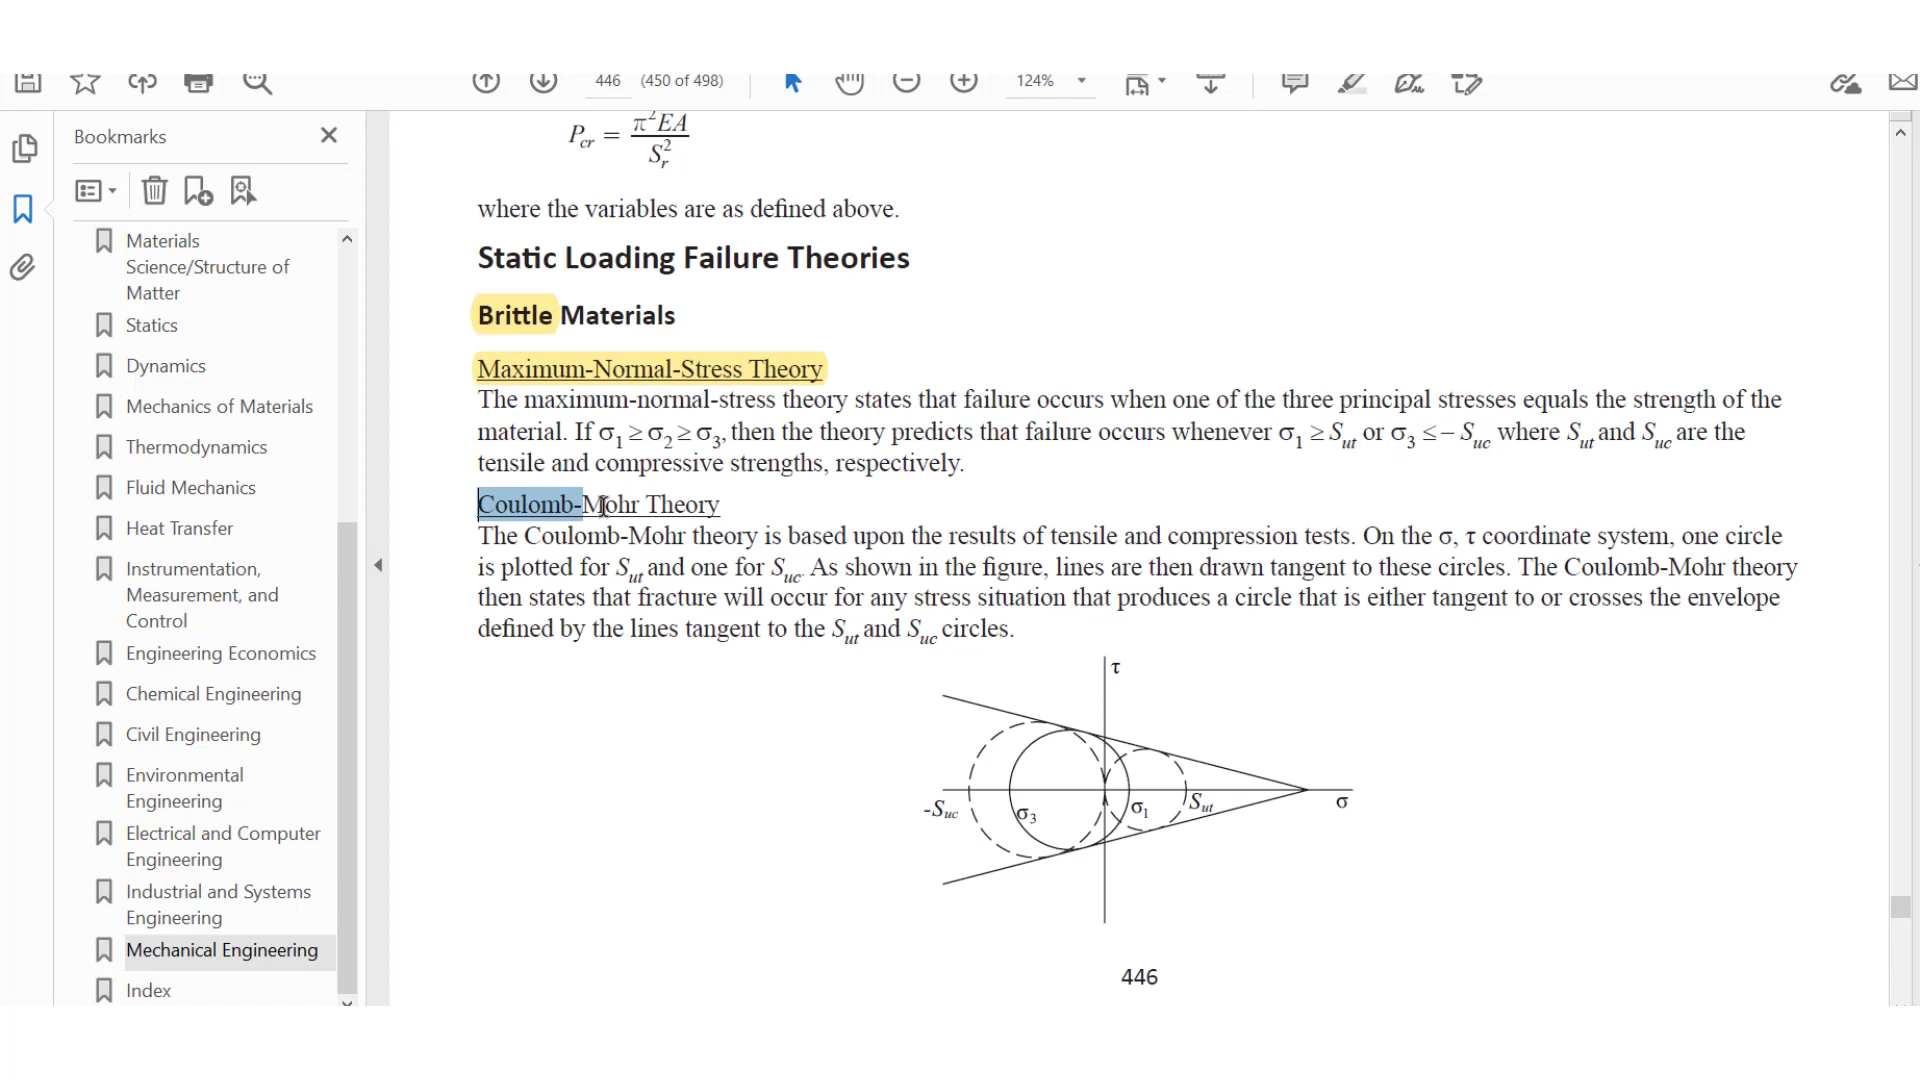 446 (450 of 498) 124%
Bookmarks
Materials
Science/Structure of
Matter
Statics
Dynamics
Mechanics of Materials
Thermodynamics
Fluid Mechanics
Heat Transfer
Instrumentation,
Measurement, and
Control
Engineering Economics
Chemical Engineering
Civil Engineering
Environmental
Engineering
Electrical and Computer
Engineering
Industrial and Systems
Engineering
Mechanical Engineering
Index
P_cr = π²EA / S_r²
where the variables are as defined above.
Static Loading Failure Theories
Brittle Materials
Maximum-Normal-Stress Theory
The maximum-normal-stress theory states that failure occurs when one of the three principal stresses equals the strength of the
material. If σ₁ ≥ σ₂ ≥ σ₃, then the theory predicts that failure occurs whenever σ₁ ≥ S_ut or σ₃ ≤ – S_uc where S_ut and S_uc are the
tensile and compressive strengths, respectively.
Coulomb-Mohr Theory
The Coulomb-Mohr theory is based upon the results of tensile and compression tests. On the σ, τ coordinate system, one circle
is plotted for S_ut and one for S_uc. As shown in the figure, lines are then drawn tangent to these circles. The Coulomb-Mohr theory
then states that fracture will occur for any stress situation that produces a circle that is either tangent to or crosses the envelope
defined by the lines tangent to the S_ut and S_uc circles.
τ
-S_uc σ₃ σ₁ S_ut σ
446